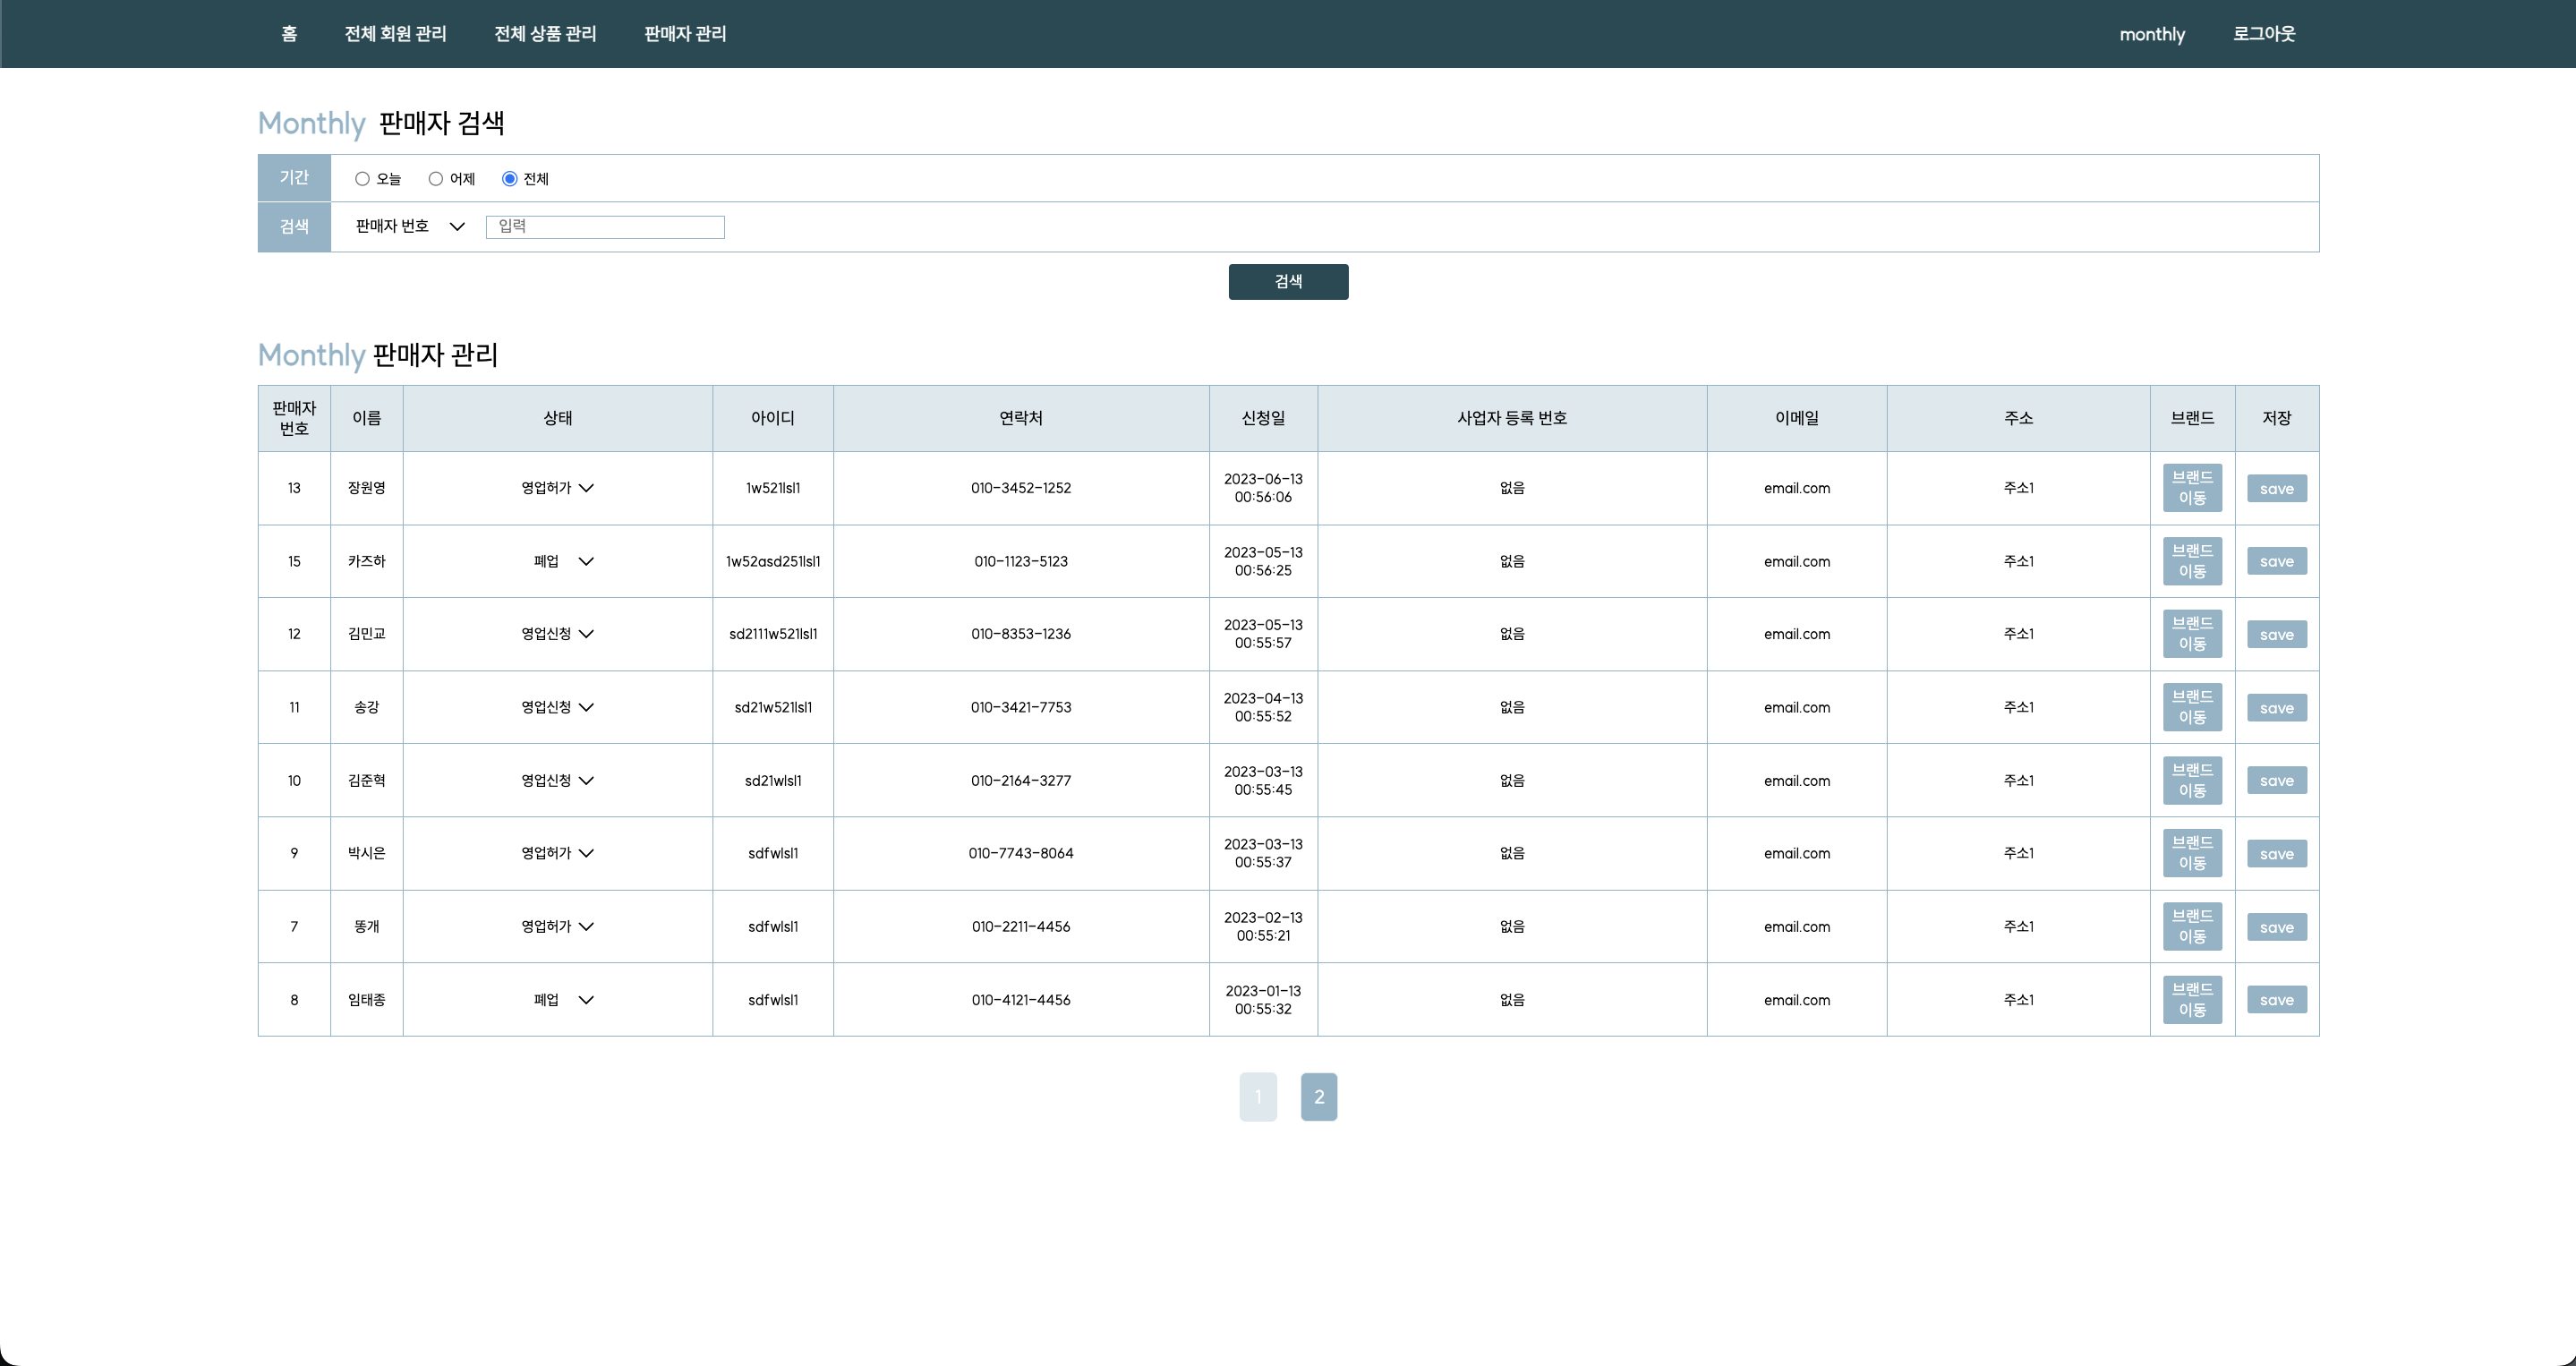 홈 전체 회원 관리 전체 상품 관리 판매자 관리 monthly 로그아웃
Monthly 판매자 검색
기간 오늘 어제 전체
검색 판매자 번호 입력
검색
Monthly 판매자 관리
판매자 번호 이름 상태 아이디 연락처 신청일 사업자 등록 번호 이메일 주소 브랜드 저장
13 장원영 영업허가 1w521lsl1 010-3452-1252 2023-06-13 00:56:06 없음 email.com 주소1 브랜드 이동 save
15 카즈하 폐업 1w52asd251lsl1 010-1123-5123 2023-05-13 00:56:25 없음 email.com 주소1 브랜드 이동 save
12 김민교 영업신청 sd2111w521lsl1 010-8353-1236 2023-05-13 00:55:57 없음 email.com 주소1 브랜드 이동 save
11 송강 영업신청 sd21w521lsl1 010-3421-7753 2023-04-13 00:55:52 없음 email.com 주소1 브랜드 이동 save
10 김준혁 영업신청 sd21wlsl1 010-2164-3277 2023-03-13 00:55:45 없음 email.com 주소1 브랜드 이동 save
9 박시은 영업허가 sdfwlsl1 010-7743-8064 2023-03-13 00:55:37 없음 email.com 주소1 브랜드 이동 save
7 똥개 영업허가 sdfwlsl1 010-2211-4456 2023-02-13 00:55:21 없음 email.com 주소1 브랜드 이동 save
8 임태종 폐업 sdfwlsl1 010-4121-4456 2023-01-13 00:55:32 없음 email.com 주소1 브랜드 이동 save
1 2